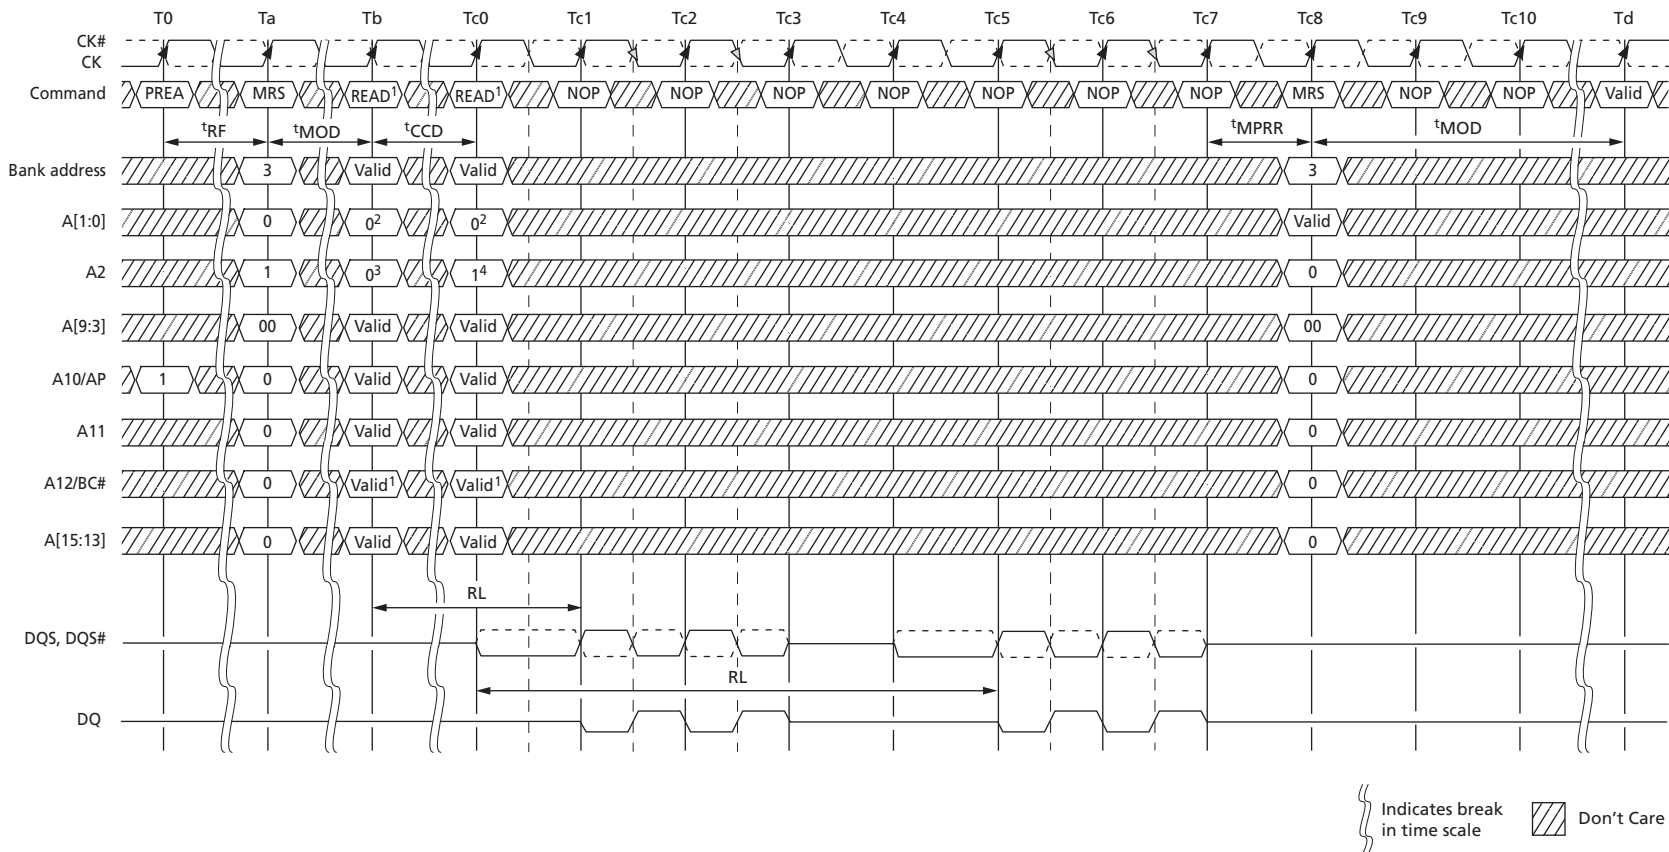 T0 Ta Tb Tc0 Tc1 Tc2 Tc3 Tc4 Tc5 Tc6 Tc7 Tc8 Tc9 Tc10 Td
CK#
CK
Command PREA MRS READ¹ READ¹ NOP NOP NOP NOP NOP NOP NOP MRS NOP NOP Valid
ᵗRF ᵗMOD ᵗCCD ᵗMPRR ᵗMOD
Bank address 3 Valid Valid 3
A[1:0] 0 0² 0² Valid
A2 1 0³ 1⁴ 0
A[9:3] 00 Valid Valid 00
A10/AP 1 0 Valid Valid 0
A11 0 Valid Valid 0
A12/BC# 0 Valid¹ Valid¹ 0
A[15:13] 0 Valid Valid 0
RL
DQS, DQS#
RL
DQ
Indicates break
in time scale
Don't Care